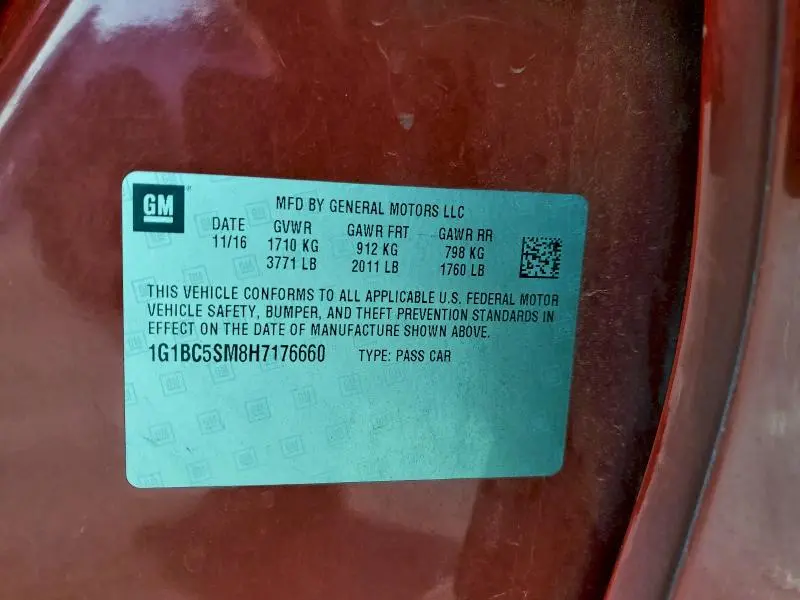 GM
MFD BY GENERAL MOTORS LLC
DATE GVWR GAWR FRT GAWR RR
11/16 1710 KG 912 KG 798 KG
3771 LB 2011 LB 1760 LB
THIS VEHICLE CONFORMS TO ALL APPLICABLE U.S. FEDERAL MOTOR
VEHICLE SAFETY, BUMPER, AND THEFT PREVENTION STANDARDS IN
EFFECT ON THE DATE OF MANUFACTURE SHOWN ABOVE.
1G1BC5SM8H7176660 TYPE: PASS CAR